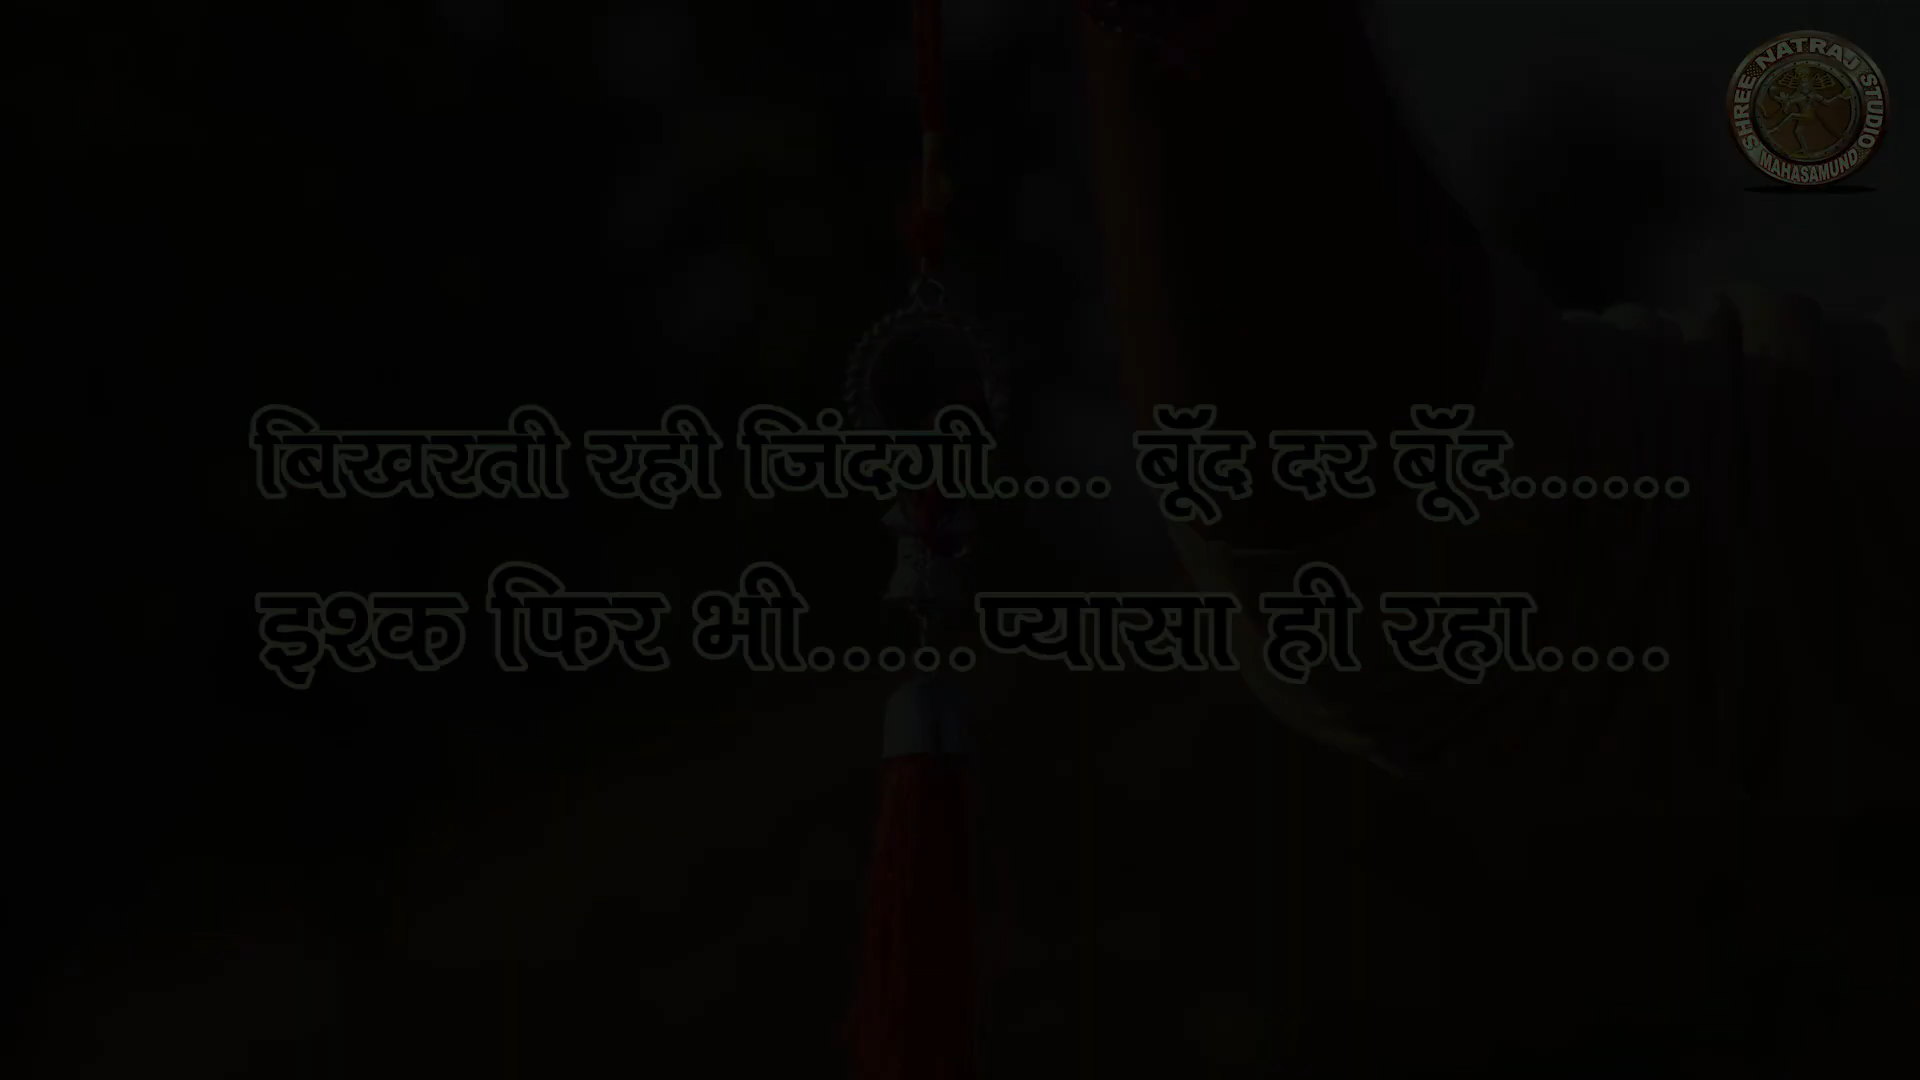 SHREE NATRAJ STUDIO
MAHASAMUND
बिखरती रही जिंदगी.... बूॅंद दर बूॅंद......
इश्क फिर भी.....प्यासा ही रहा....